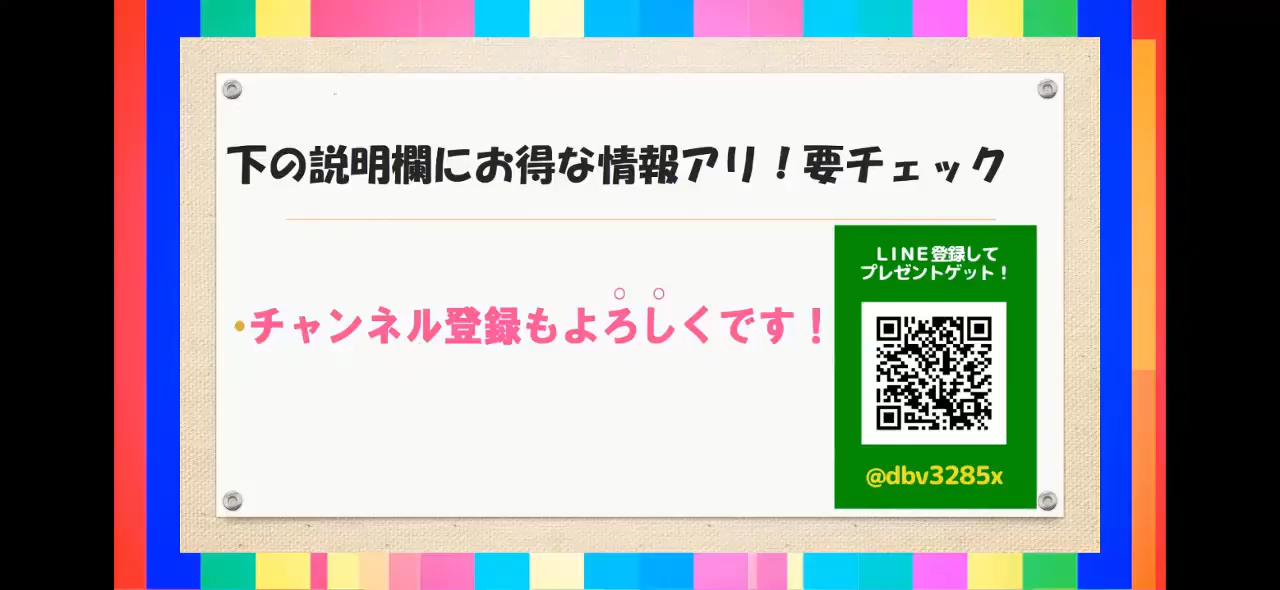 下の説明欄にお得な情報アリ！要チェック
•チャンネル登録もよろしくです！
LINE登録して
プレゼントゲット！
@dbv3285x